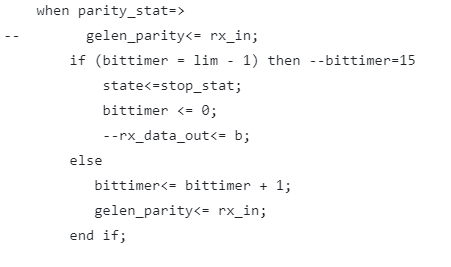 when parity_stat=>
--        gelen_parity<= rx_in;
        if (bittimer = lim - 1) then --bittimer=15
            state<=stop_stat;
            bittimer <= 0;
            --rx_data_out<= b;
        else
           bittimer<= bittimer + 1;
           gelen_parity<= rx_in;
        end if;